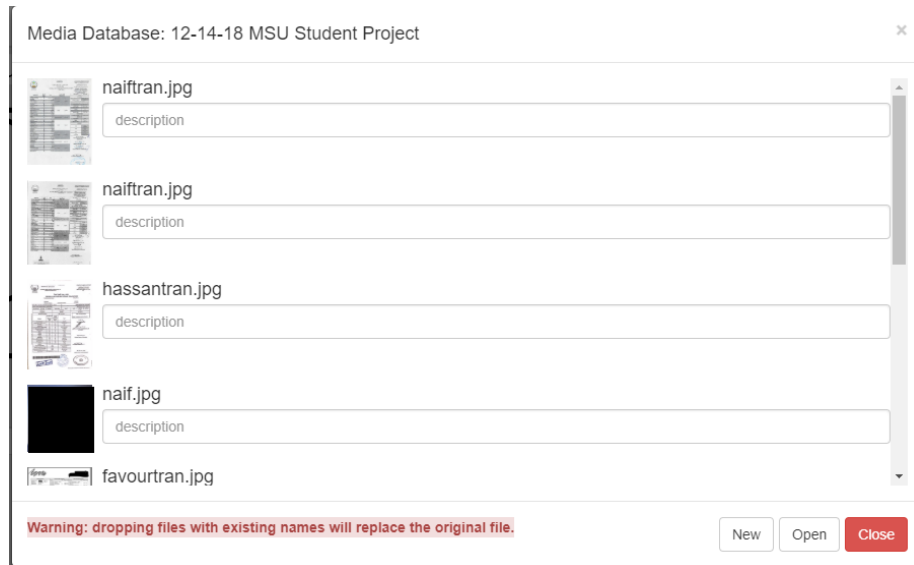 Media Database: 12-14-18 MSU Student Project
×
naiftran.jpg
description
naiftran.jpg
description
hassantran.jpg
description
naif.jpg
description
favourtran.jpg
Warning: dropping files with existing names will replace the original file.
New Open Close